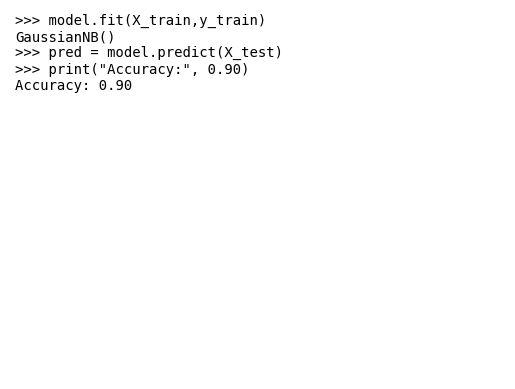 >>> model.fit(X_train,y_train)
GaussianNB()
>>> pred = model.predict(X_test)
>>> print("Accuracy:", 0.90)
Accuracy: 0.90